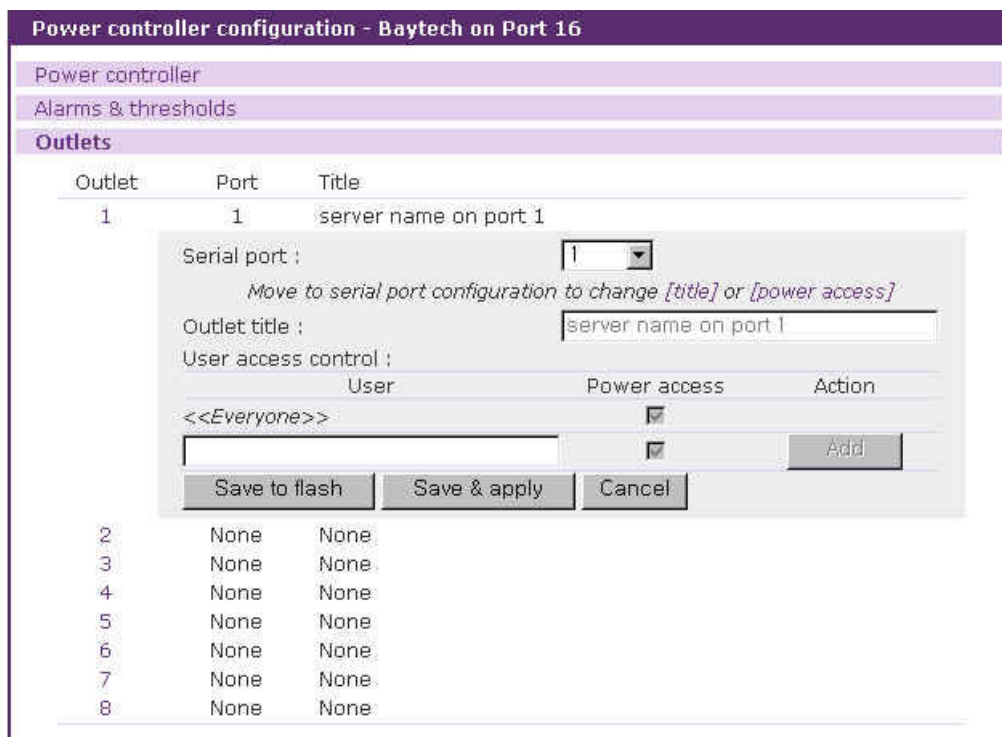 Power controller configuration - Baytech on Port 16
Power controller
Alarms & thresholds
Outlets
Outlet Port Title
1 1 server name on port 1
Serial port : 1
Move to serial port configuration to change [title] or [power access]
Outlet title : server name on port 1
User access control :
User Power access Action
<<Everyone>>
Add
Save to flash Save & apply Cancel
2 None None
3 None None
4 None None
5 None None
6 None None
7 None None
8 None None